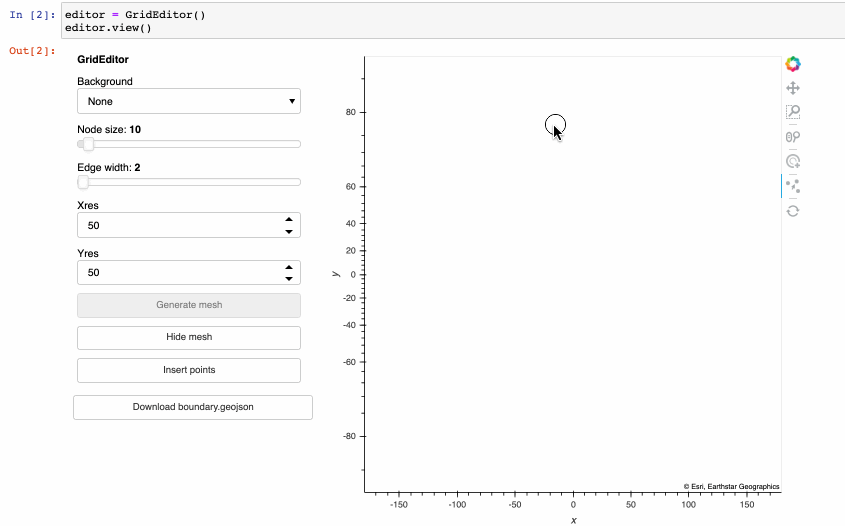 In [2]: editor = GridEditor()
editor.view()
Out[2]:
GridEditor
Background
None
Node size: 10
Edge width: 2
Xres
50
Yres
50
Generate mesh
Hide mesh
Insert points
Download boundary.geojson
80
60
40
20
0
-20
-40
-60
-80
y
© Esri, Earthstar Geographics
-150 -100 -50 0 50 100 150
x